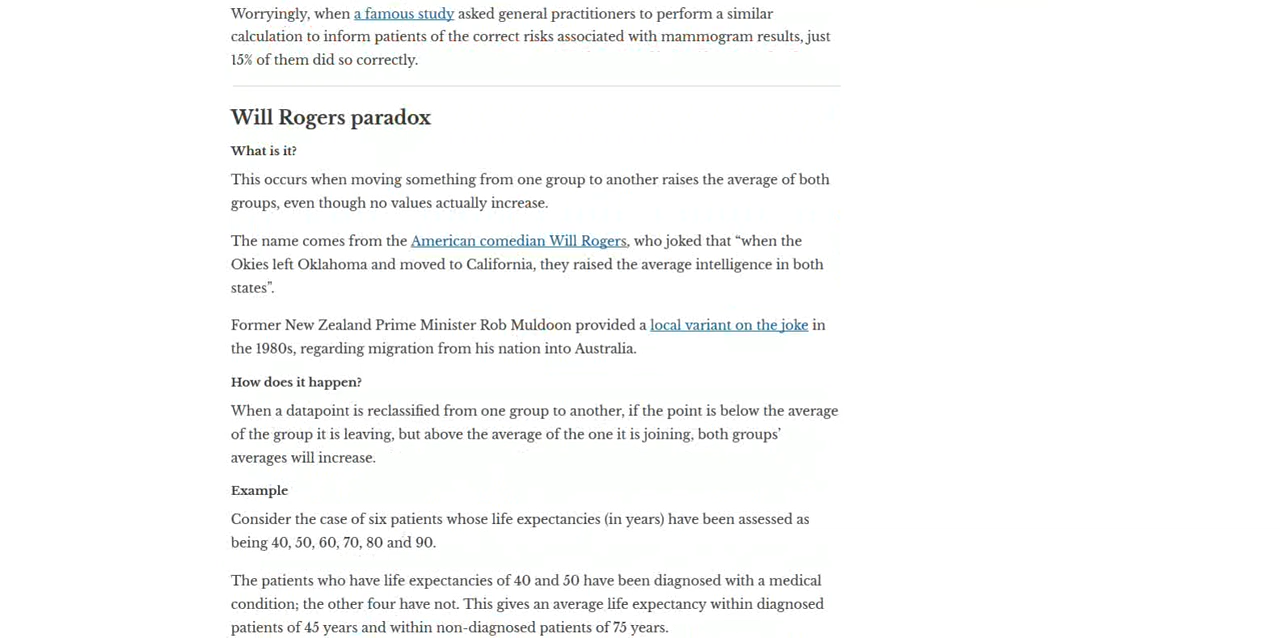 Worryingly, when a famous study asked general practitioners to perform a similar
calculation to inform patients of the correct risks associated with mammogram results, just
15% of them did so correctly.
Will Rogers paradox
What is it?
This occurs when moving something from one group to another raises the average of both
groups, even though no values actually increase.
The name comes from the American comedian Will Rogers, who joked that “when the
Okies left Oklahoma and moved to California, they raised the average intelligence in both
states”.
Former New Zealand Prime Minister Rob Muldoon provided a local variant on the joke in
the 1980s, regarding migration from his nation into Australia.
How does it happen?
When a datapoint is reclassified from one group to another, if the point is below the average
of the group it is leaving, but above the average of the one it is joining, both groups’
averages will increase.
Example
Consider the case of six patients whose life expectancies (in years) have been assessed as
being 40, 50, 60, 70, 80 and 90.
The patients who have life expectancies of 40 and 50 have been diagnosed with a medical
condition; the other four have not. This gives an average life expectancy within diagnosed
patients of 45 years and within non-diagnosed patients of 75 years.